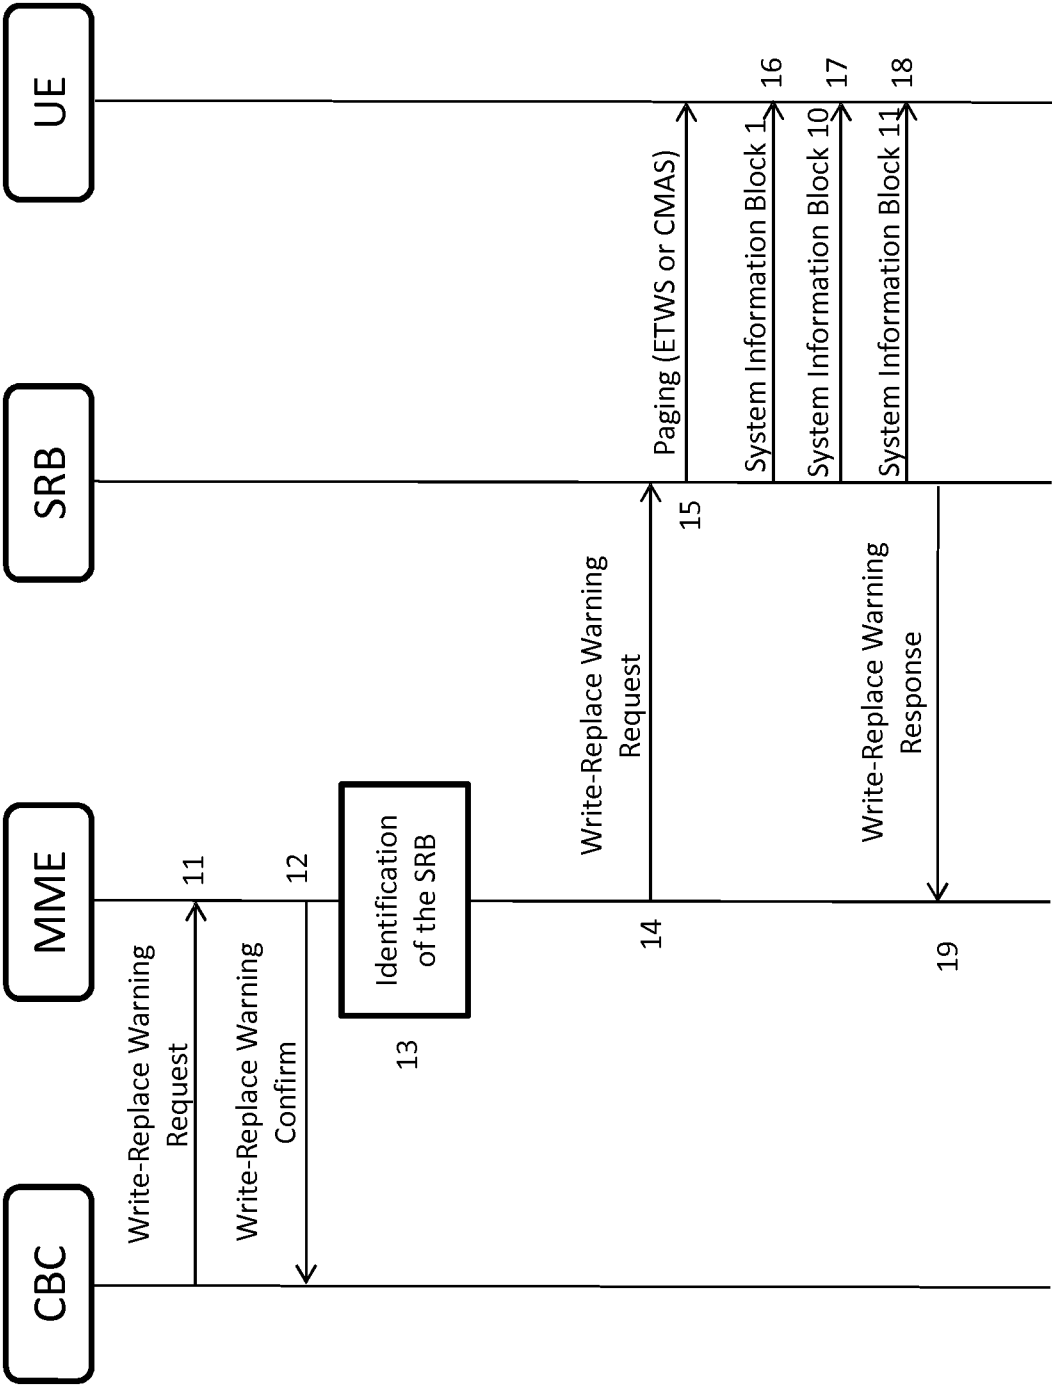 CBC
MME
SRB
UE
Write-Replace Warning
Request
11
Write-Replace Warning
Confirm
12
13
Identification
of the SRB
14
Write-Replace Warning
Request
15
Paging (ETWS or CMAS)
System Information Block 1
16
System Information Block 10
17
System Information Block 11
18
Write-Replace Warning
Response
19